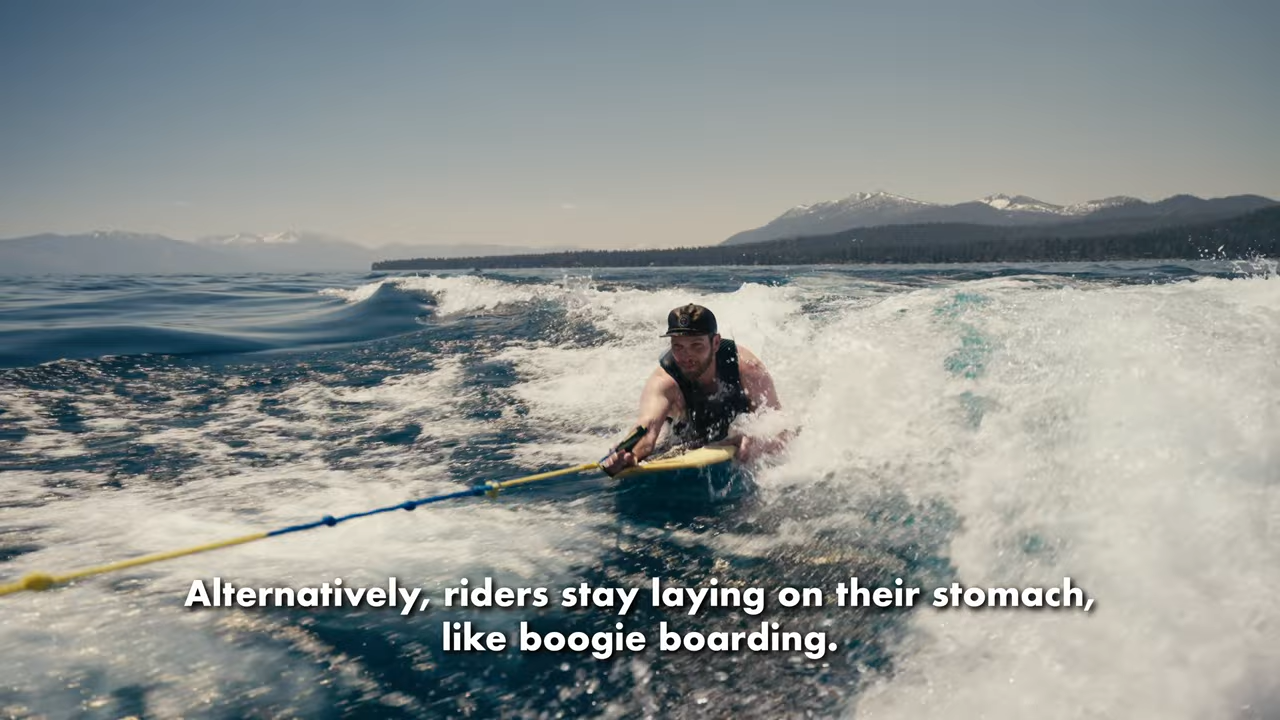 Alternatively, riders stay laying on their stomach,
like boogie boarding.